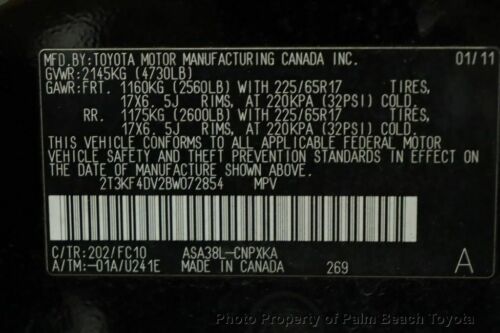 MFD.BY:TOYOTA MOTOR MANUFACTURING CANADA INC. 01/11
GVWR:2145KG (4730LB)
GAWR:FRT. 1160KG (2560LB) WITH 225/65R17 TIRES,
17X6.5J RIMS, AT 220KPA (32PSI) COLD.
RR. 1175KG (2600LB) WITH 225/65R17 TIRES,
17X6.5J RIMS, AT 220KPA (32PSI) COLD.
THIS VEHICLE CONFORMS TO ALL APPLICABLE FEDERAL MOTOR
VEHICLE SAFETY AND THEFT PREVENTION STANDARDS IN EFFECT
ON THE DATE OF MANUFACTURE SHOWN ABOVE.
2T3KF4DV2BW072854 MPV
C/TR:202/FC10 ASA38L-CNPXKA
A/TM:-01A/U241E MADE IN CANADA 269 A
Photo Property of Palm Beach Toyota